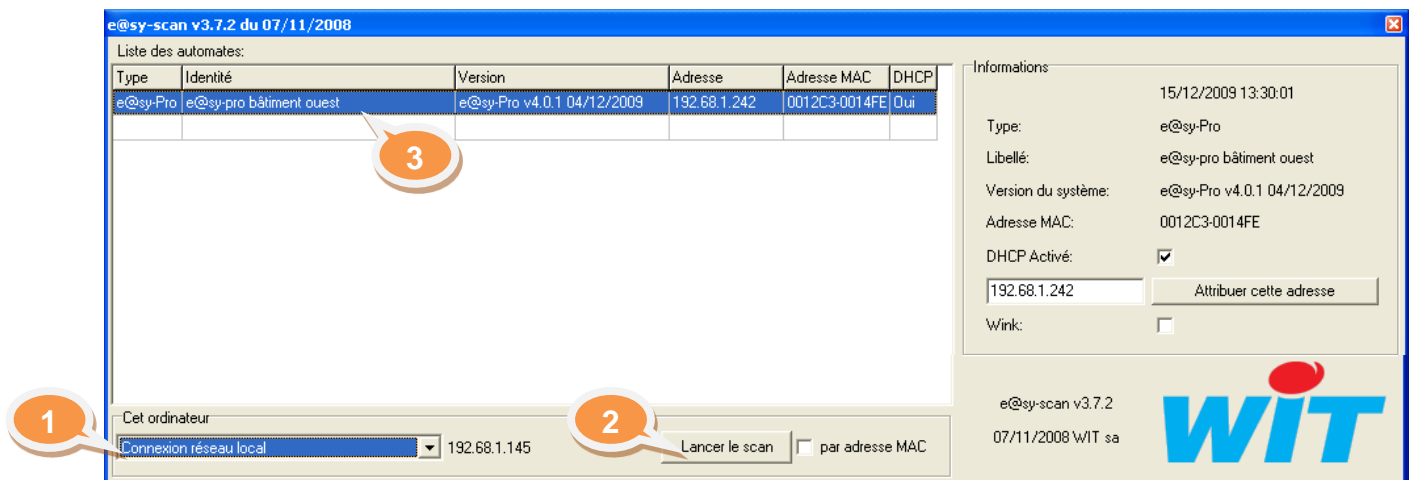 e@sy-scan v3.7.2 du 07/11/2008
Liste des automates:
Type Identité Version Adresse Adresse MAC DHCP
e@sy-Pro e@sy-pro bâtiment ouest e@sy-Pro v4.0.1 04/12/2009 192.68.1.242 0012C3-0014FE Oui
3
Informations
15/12/2009 13:30:01
Type: e@sy-Pro
Libellé: e@sy-pro bâtiment ouest
Version du système: e@sy-Pro v4.0.1 04/12/2009
Adresse MAC: 0012C3-0014FE
DHCP Activé:
192.68.1.242 Attribuer cette adresse
Wink:
1
Cet ordinateur
Connexion réseau local 192.68.1.145
2
Lancer le scan par adresse MAC
e@sy-scan v3.7.2
07/11/2008 WIT sa
WIT